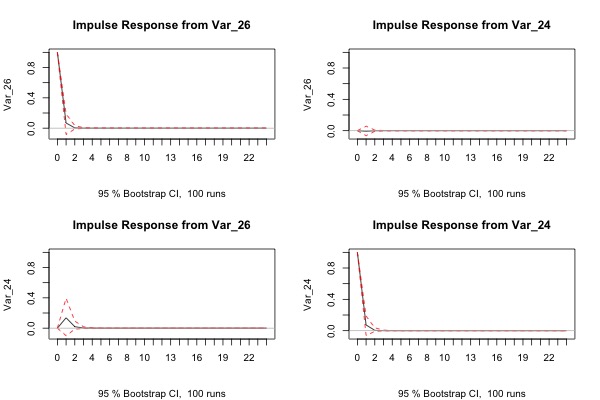 Impulse Response from Var_26
Var_26
0.0 0.4 0.8
0 2 4 6 8 10 13 16 19 22
95 % Bootstrap CI, 100 runs
Impulse Response from Var_24
Var_26
0.0 0.4 0.8
0 2 4 6 8 10 13 16 19 22
95 % Bootstrap CI, 100 runs
Impulse Response from Var_26
Var_24
0.0 0.4 0.8
0 2 4 6 8 10 13 16 19 22
95 % Bootstrap CI, 100 runs
Impulse Response from Var_24
Var_24
0.0 0.4 0.8
0 2 4 6 8 10 13 16 19 22
95 % Bootstrap CI, 100 runs